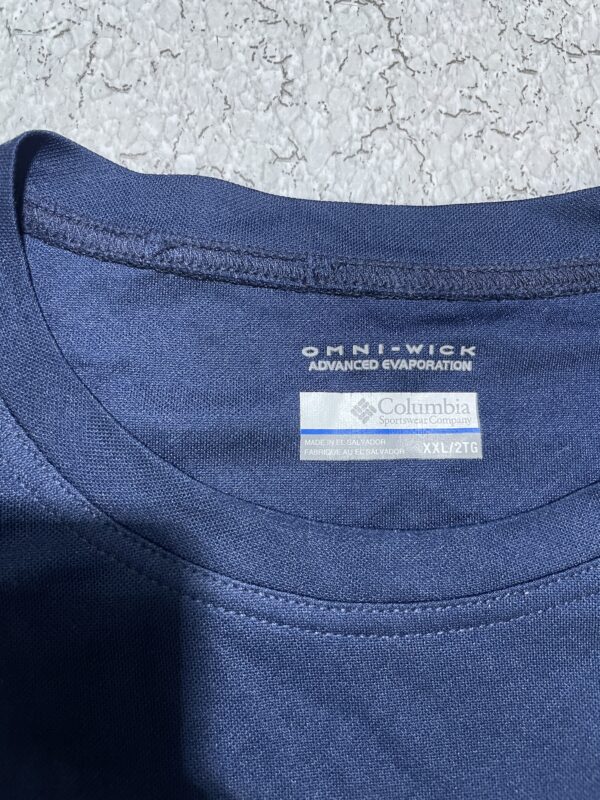 OMNI-WICK
ADVANCED EVAPORATION
Columbia
Sportswear Company
MADE IN EL SALVADOR
FABRIQUE AU EL SALVADOR
XXL/2TG